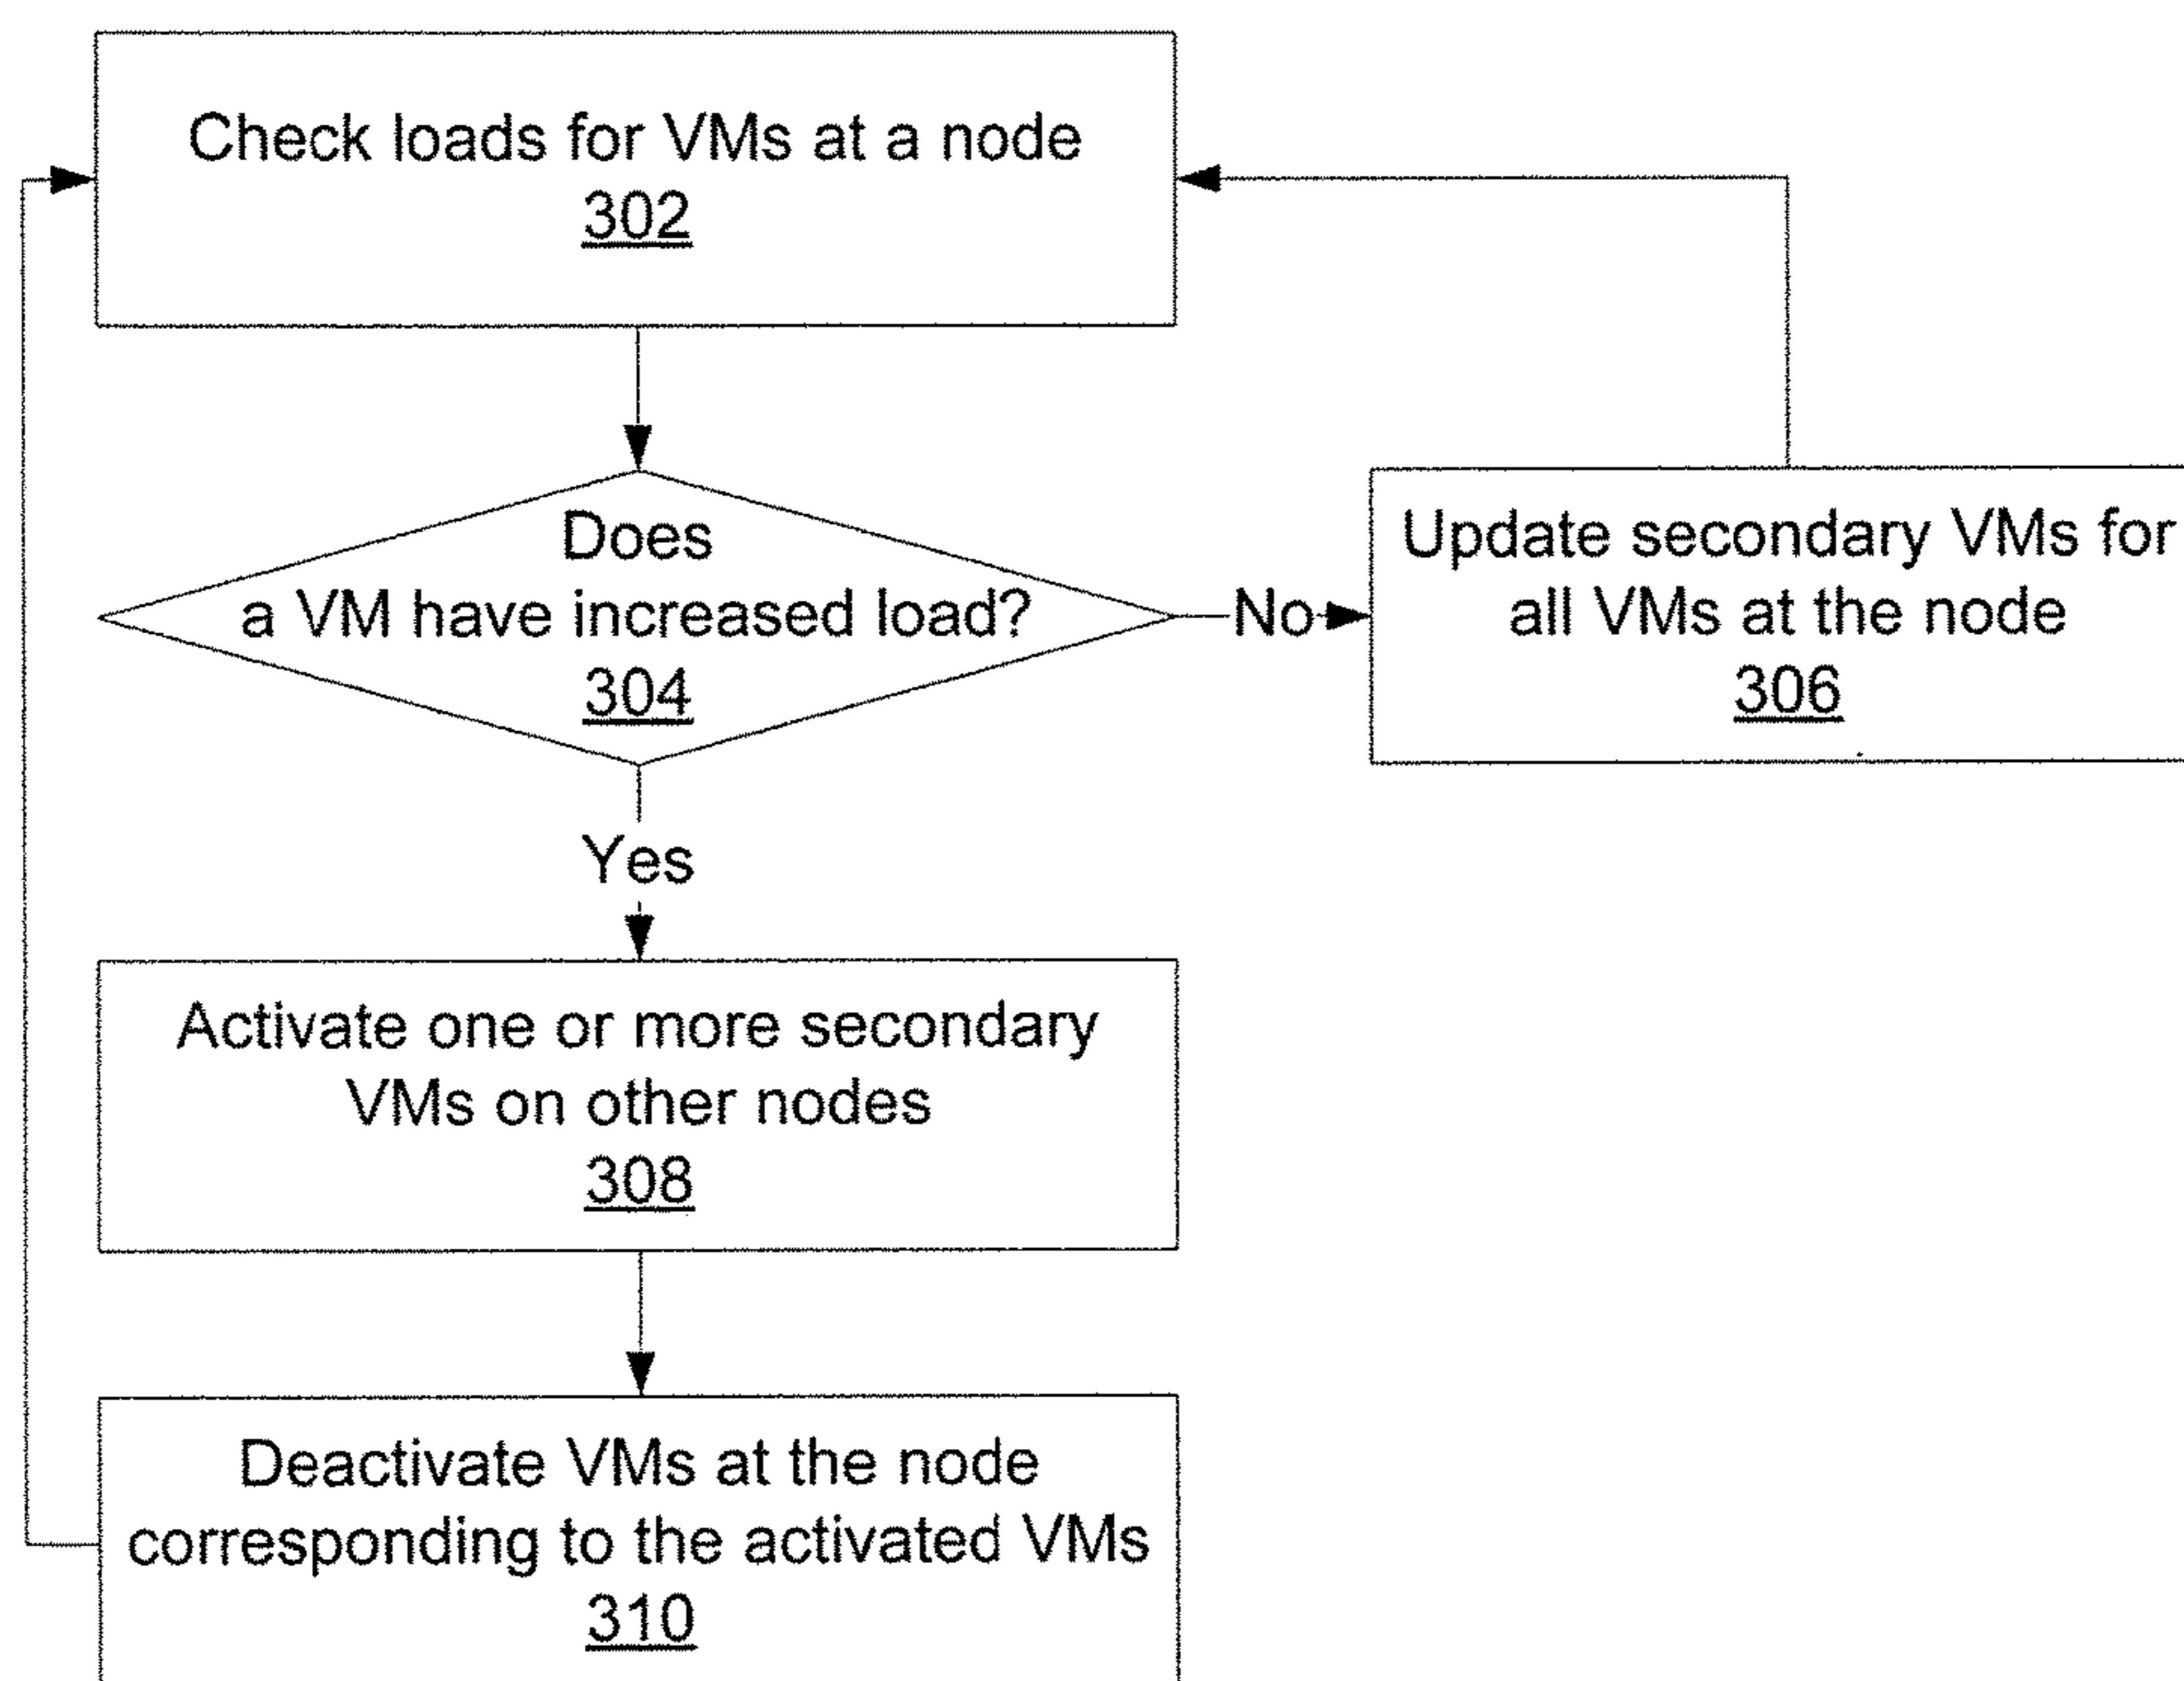 Check loads for VMs at a node
302
Does
a VM have increased load?
304
No
Update secondary VMs for
all VMs at the node
306
Yes
Activate one or more secondary
VMs on other nodes
308
Deactivate VMs at the node
corresponding to the activated VMs
310